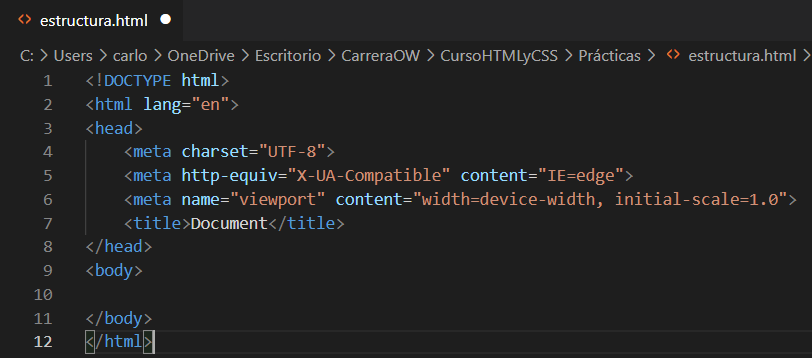 estructura.html
C: > Users > carlo > OneDrive > Escritorio > CarreraOW > CursoHTMLyCSS > Prácticas > estructura.html >
1 <!DOCTYPE html>
2 <html lang="en">
3 <head>
4     <meta charset="UTF-8">
5     <meta http-equiv="X-UA-Compatible" content="IE=edge">
6     <meta name="viewport" content="width=device-width, initial-scale=1.0">
7     <title>Document</title>
8 </head>
9 <body>
10
11 </body>
12 </html>